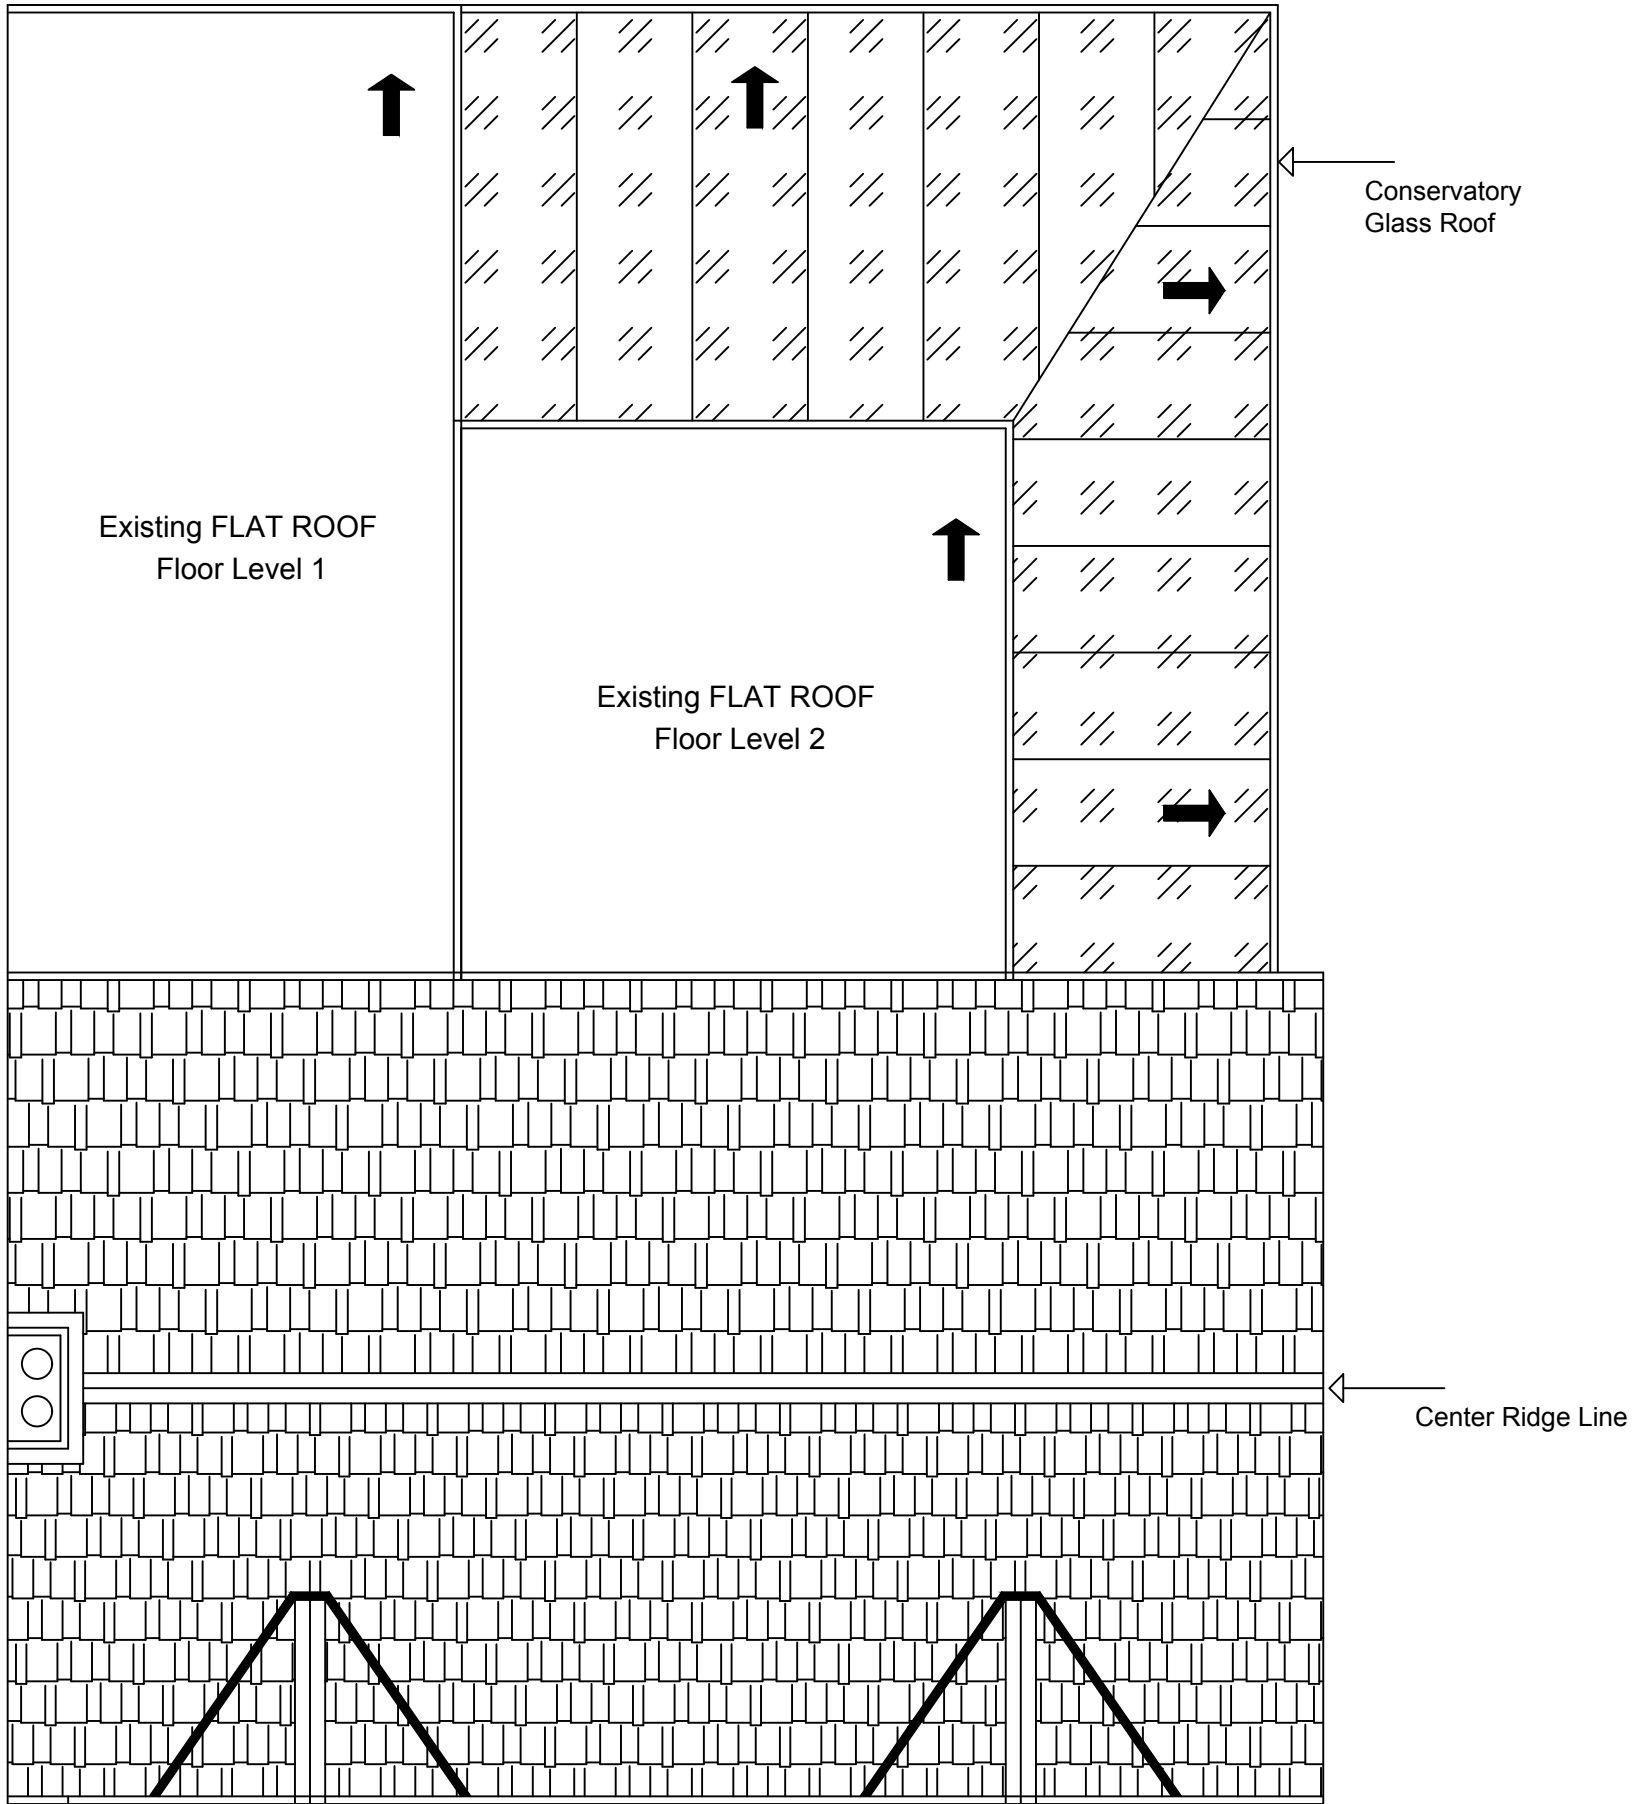 Conservatory
Glass Roof
Existing FLAT ROOF
Floor Level 1
Existing FLAT ROOF
Floor Level 2
Center Ridge Line